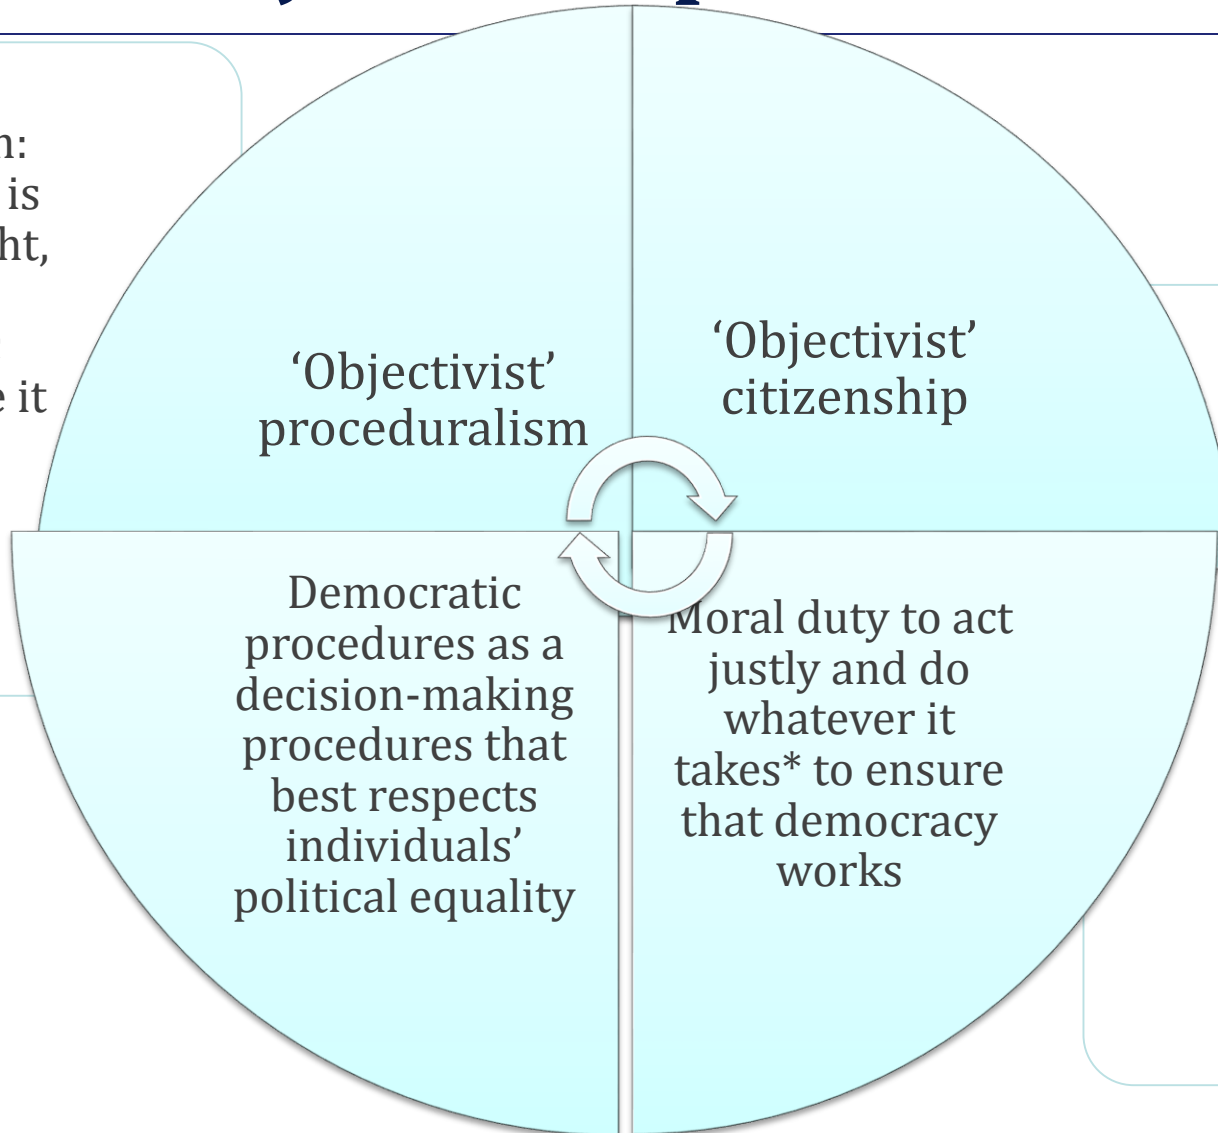 is
e it
‘Objectivist’
proceduralism
‘Objectivist’
citizenship
Democratic
procedures as a
decision-making
procedures that
best respects
individuals’
political equality
Moral duty to act
justly and do
whatever it
takes* to ensure
that democracy
works